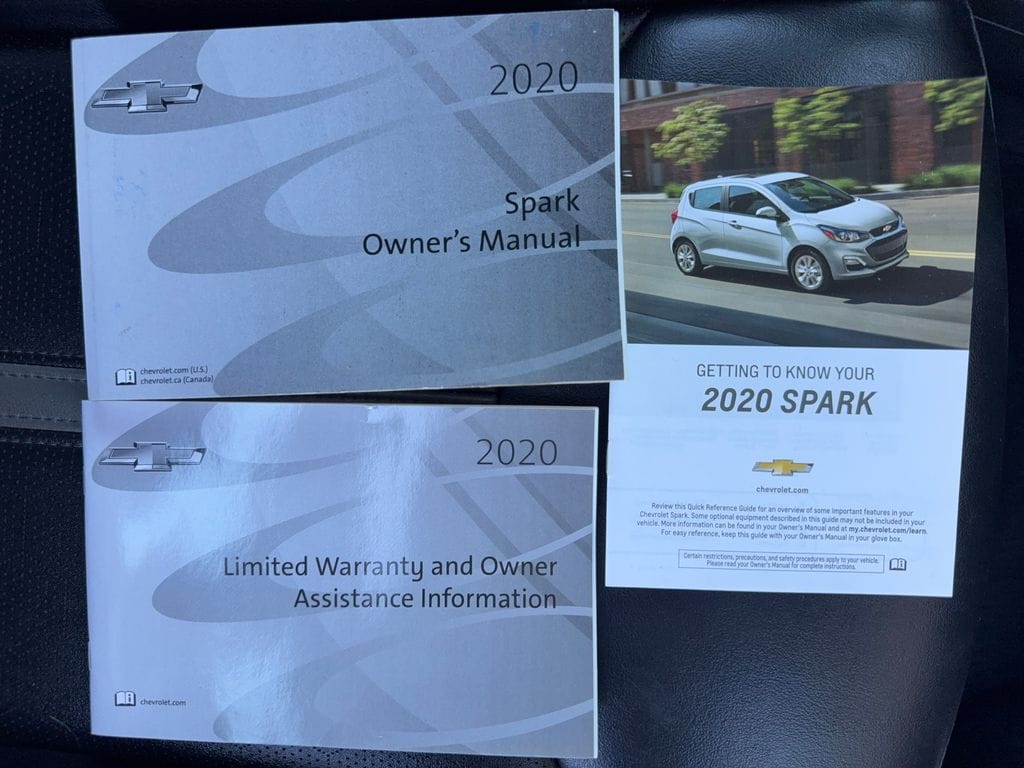 2020
Spark
Owner's Manual
chevrolet.com (U.S.)
chevrolet.ca (Canada)
GETTING TO KNOW YOUR
2020 SPARK
chevrolet.com
Review this Quick Reference Guide for an overview of some important features in your
Chevrolet Spark. Some optional equipment described in this guide may not be included in your
vehicle. More information can be found in your Owner's Manual and at my.chevrolet.com/learn.
For easy reference, keep this guide with your Owner's Manual in your glove box.
Certain restrictions, precautions, and safety procedures apply to your vehicle.
Please read your Owner's Manual for complete instructions.
2020
Limited Warranty and Owner
Assistance Information
chevrolet.com